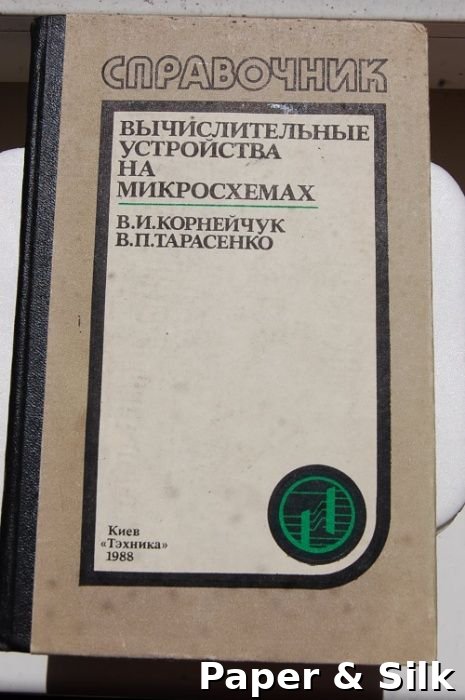 СПРАВОЧНИК
ВЫЧИСЛИТЕЛЬНЫЕ
УСТРОЙСТВА
НА
МИКРОСХЕМАХ
В.И.КОРНЕЙЧУК
В.П.ТАРАСЕНКО
Киев
«Тэхника»
1988
Paper & Silk